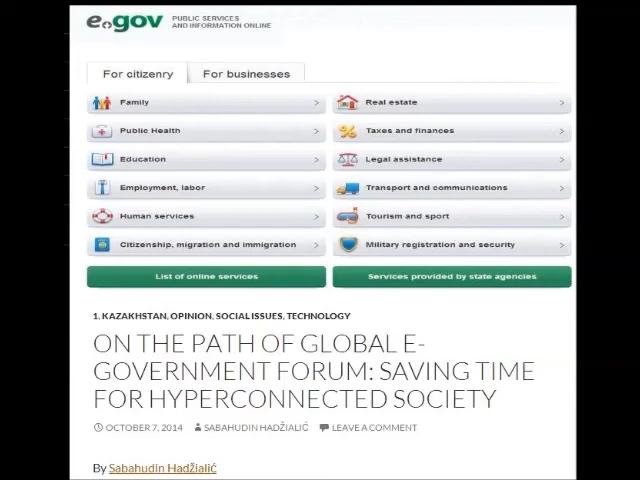 e.gov PUBLIC SERVICES
AND INFORMATION ONLINE
For citizenry For businesses
Family Real estate
Public Health Taxes and finances
Education Legal assistance
Employment, labor Transport and communications
Human services Tourism and sport
Citizenship, migration and immigration Military registration and security
List of online services Services provided by state agencies
1, KAZAKHSTAN, OPINION, SOCIAL ISSUES, TECHNOLOGY
ON THE PATH OF GLOBAL E-
GOVERNMENT FORUM: SAVING TIME
FOR HYPERCONNECTED SOCIETY
OCTOBER 7, 2014 SABAHUDIN HADŽIALIĆ LEAVE A COMMENT
By Sabahudin Hadžialić